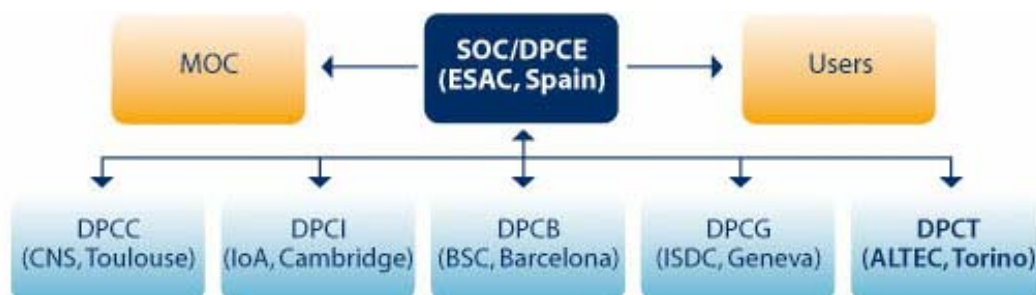 MOC
SOC/DPCE
(ESAC, Spain)
Users
DPCC
(CNS, Toulouse)
DPCI
(IoA, Cambridge)
DPCB
(BSC, Barcelona)
DPCG
(ISDC, Geneva)
DPCT
(ALTEC, Torino)